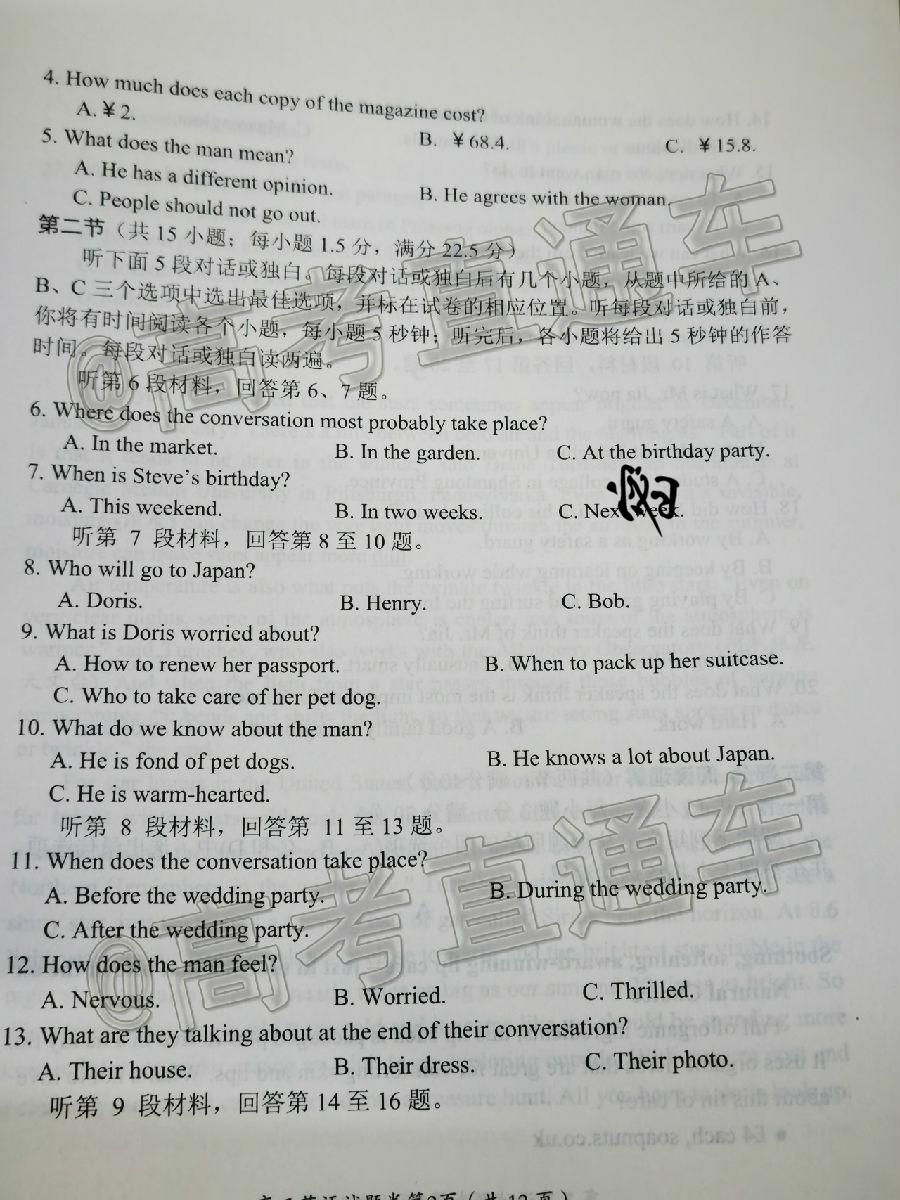 4. How much does each copy of the magazine cost?
A. ¥ 2. B. ¥ 68.4. C. ¥ 15.8.
5. What does the man mean?
A. He has a different opinion. B. He agrees with the woman.
C. People should not go out.
第二节（共 15 小题；每小题 1.5 分，满分 22.5 分）
听下面 5 段对话或独白。每段对话或独白后有几个小题，从题中所给的 A、
B、C 三个选项中选出最佳选项，并标在试卷的相应位置。听每段对话或独白前，
你将有时间阅读各个小题，每小题 5 秒钟；听完后，各小题将给出 5 秒钟的作答
时间。每段对话或独白读两遍。
听第 6 段材料，回答第 6、7 题。
6. Where does the conversation most probably take place?
A. In the market. B. In the garden. C. At the birthday party.
7. When is Steve's birthday?
A. This weekend. B. In two weeks. C. Next week.
听第 7 段材料，回答第 8 至 10 题。
8. Who will go to Japan?
A. Doris. B. Henry. C. Bob.
9. What is Doris worried about?
A. How to renew her passport. B. When to pack up her suitcase.
C. Who to take care of her pet dog.
10. What do we know about the man?
A. He is fond of pet dogs. B. He knows a lot about Japan.
C. He is warm-hearted.
听第 8 段材料，回答第 11 至 13 题。
11. When does the conversation take place?
A. Before the wedding party. B. During the wedding party.
C. After the wedding party.
12. How does the man feel?
A. Nervous. B. Worried. C. Thrilled.
13. What are they talking about at the end of their conversation?
A. Their house. B. Their dress. C. Their photo.
听第 9 段材料，回答第 14 至 16 题。
@高考直通车
@高考直通车